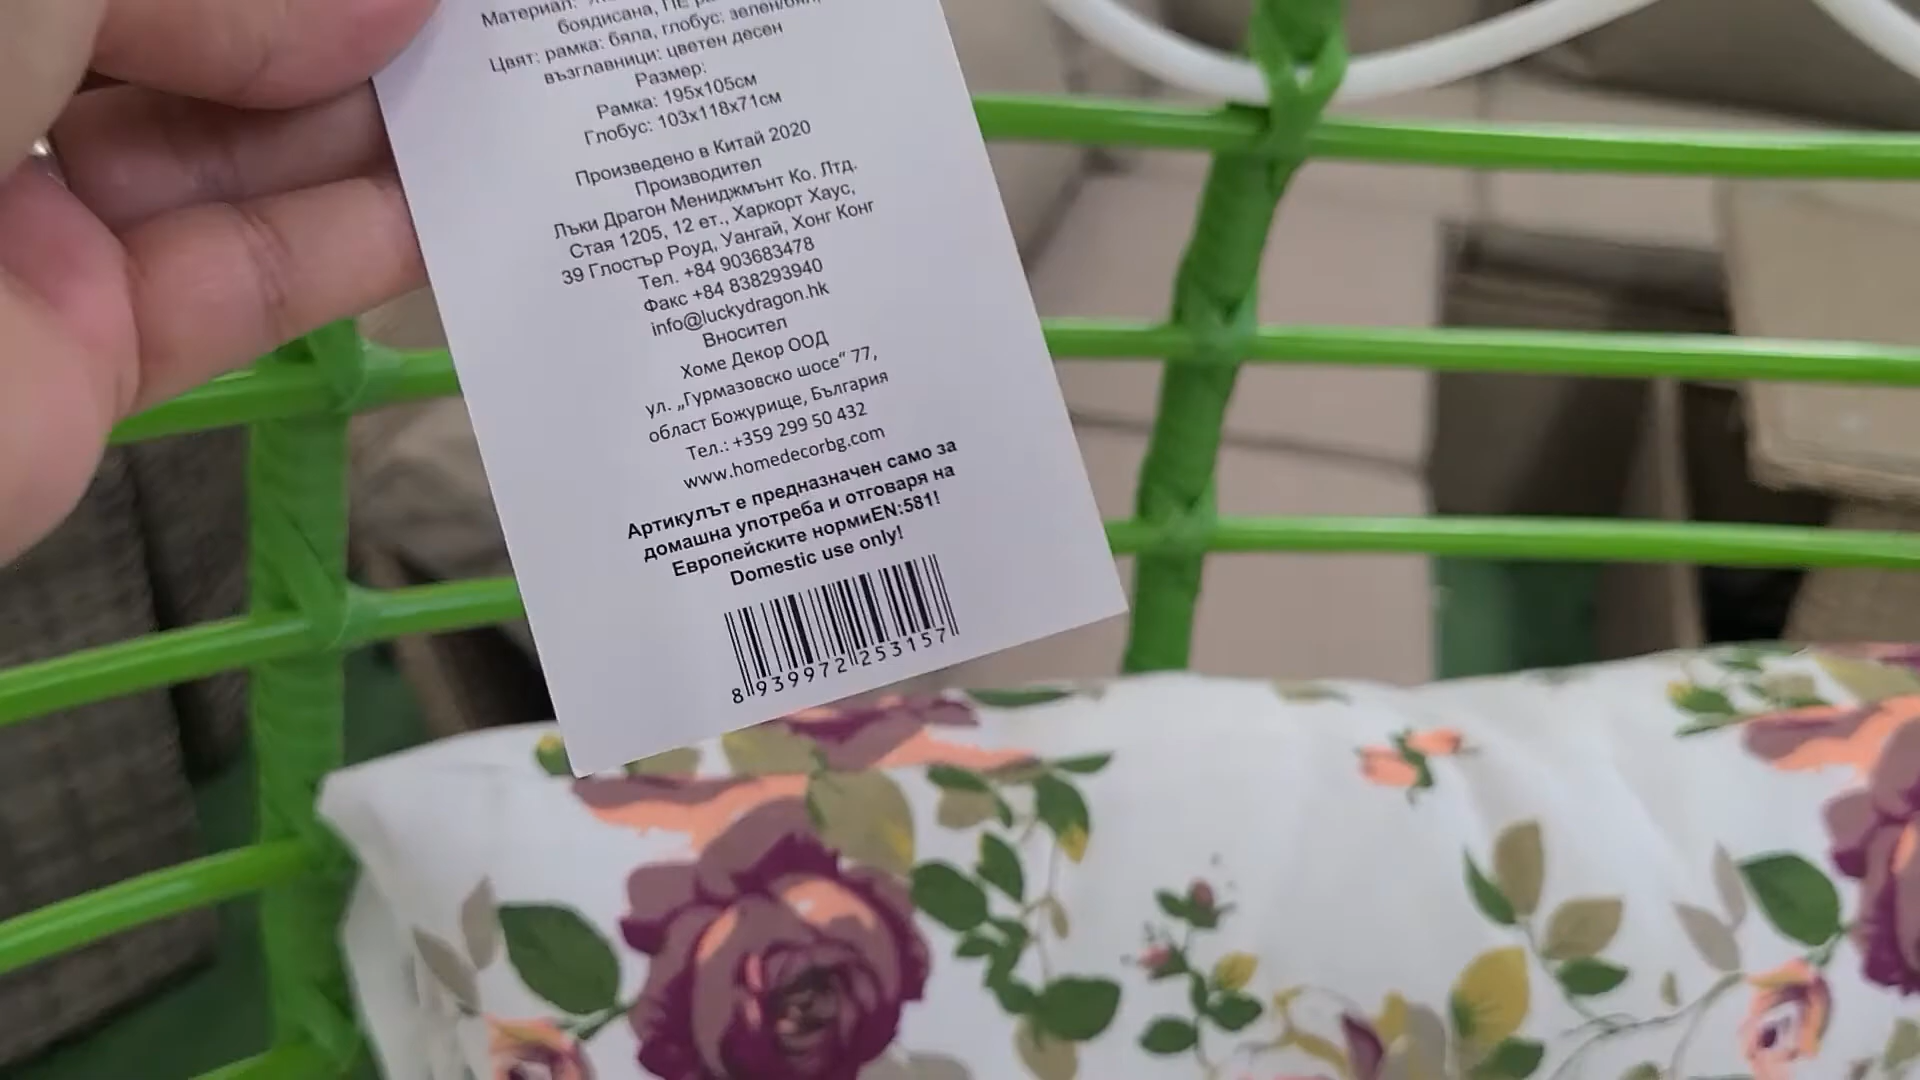 Материал:
боядисана, ПЕ
Цвят: рамка: бяла, глобус: зелен/бял,
възглавници: цветен десен
Размер:
Рамка: 195х105см
Глобус: 103х118х71см
Произведено в Китай 2020
Производител
Лъки Драгон Мениджмънт Ко. Лтд.
Стая 1205, 12 ет., Харкорт Хаус,
39 Глостър Роуд, Уангай, Хонг Конг
Тел. +84 903683478
Факс +84 838293940
info@luckydragon.hk
Вносител
Хоме Декор ООД
ул. „Гурмазовско шосе“ 77,
област Божурище, България
Тел.: +359 299 50 432
www.homedecorbg.com
Артикулът е предназначен само за
домашна употреба и отговаря на
Европейските нормиEN:581!
Domestic use only!
8 939972 253157